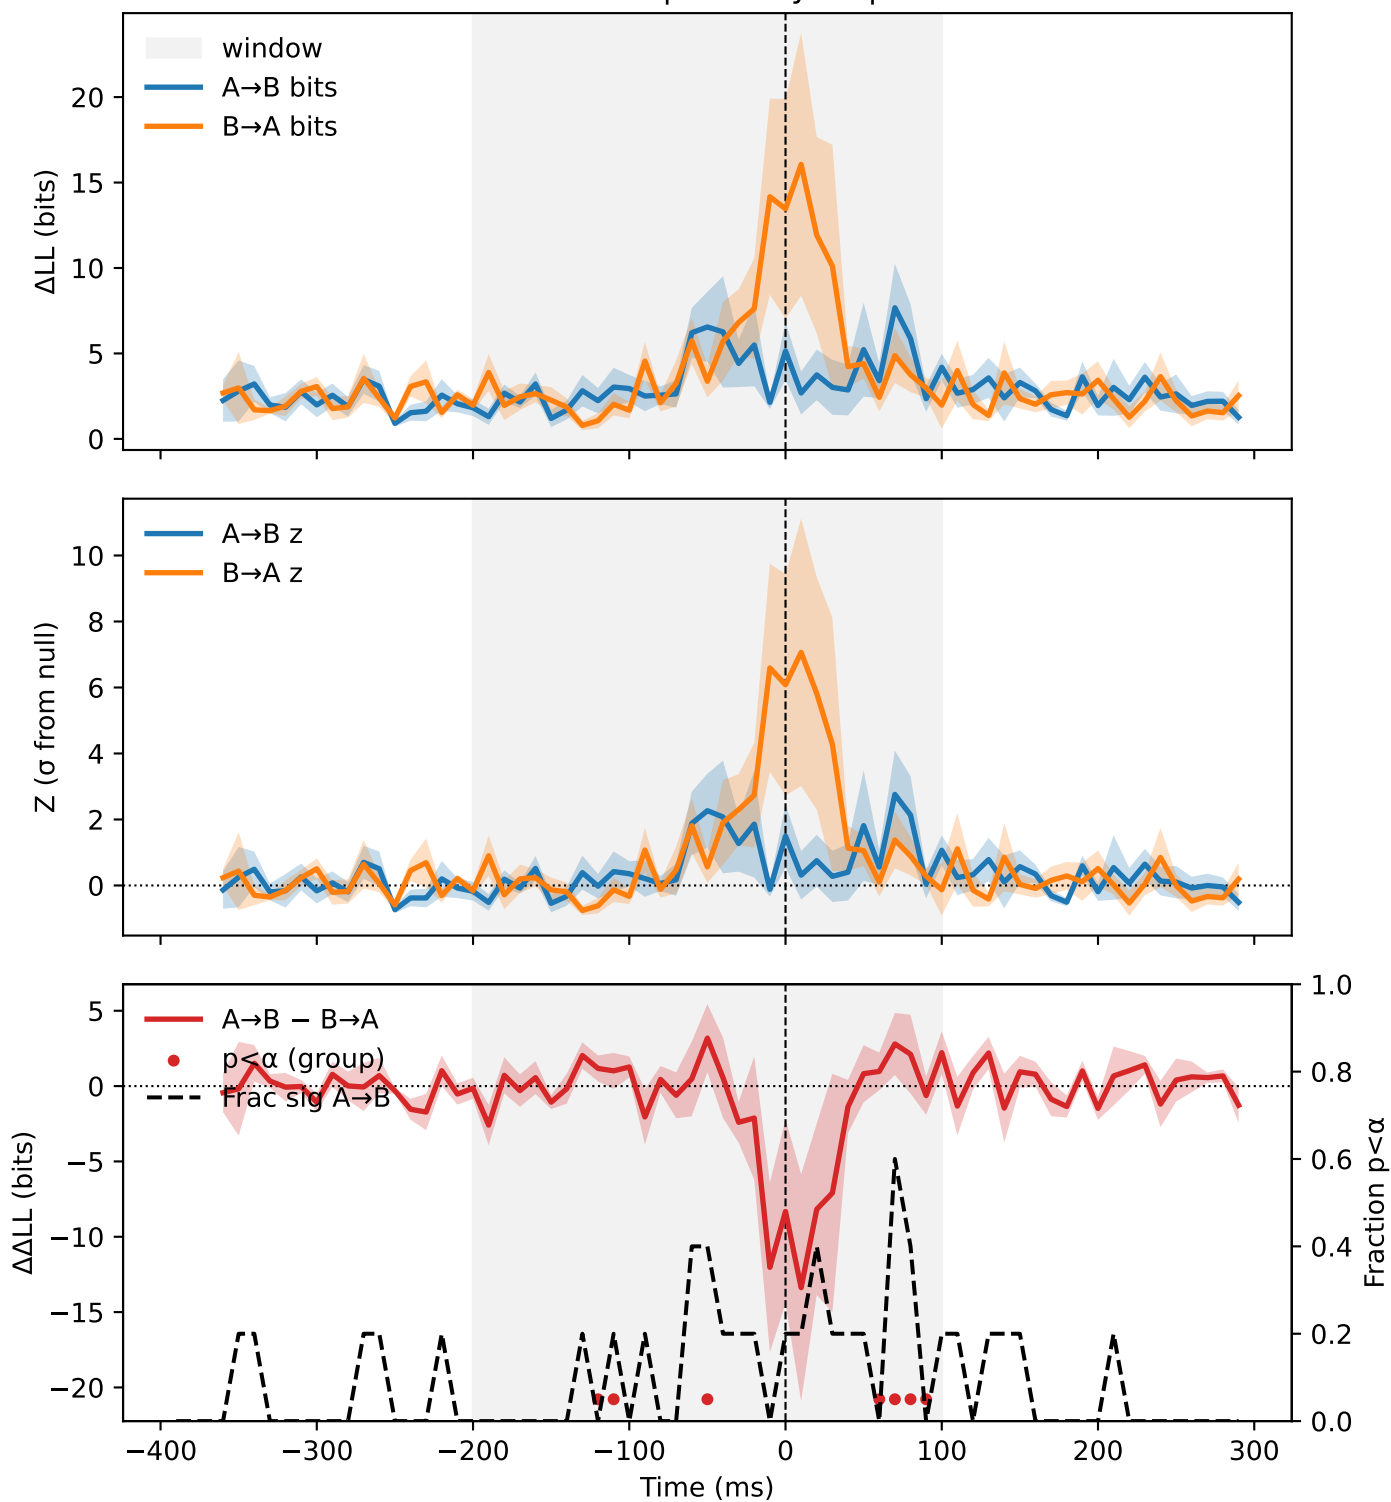 window
A→B bits
B→A bits
ΔLL (bits)
20
15
10
5
0
A→B z
B→A z
Z (σ from null)
10
8
6
4
2
0
A→B − B→A
p<α (group)
Frac sig A→B
ΔΔLL (bits)
5
0
−5
−10
−15
−20
1.0
0.8
0.6
0.4
0.2
0.0
Fraction p<α
−400 −300 −200 −100 0 100 200 300
Time (ms)